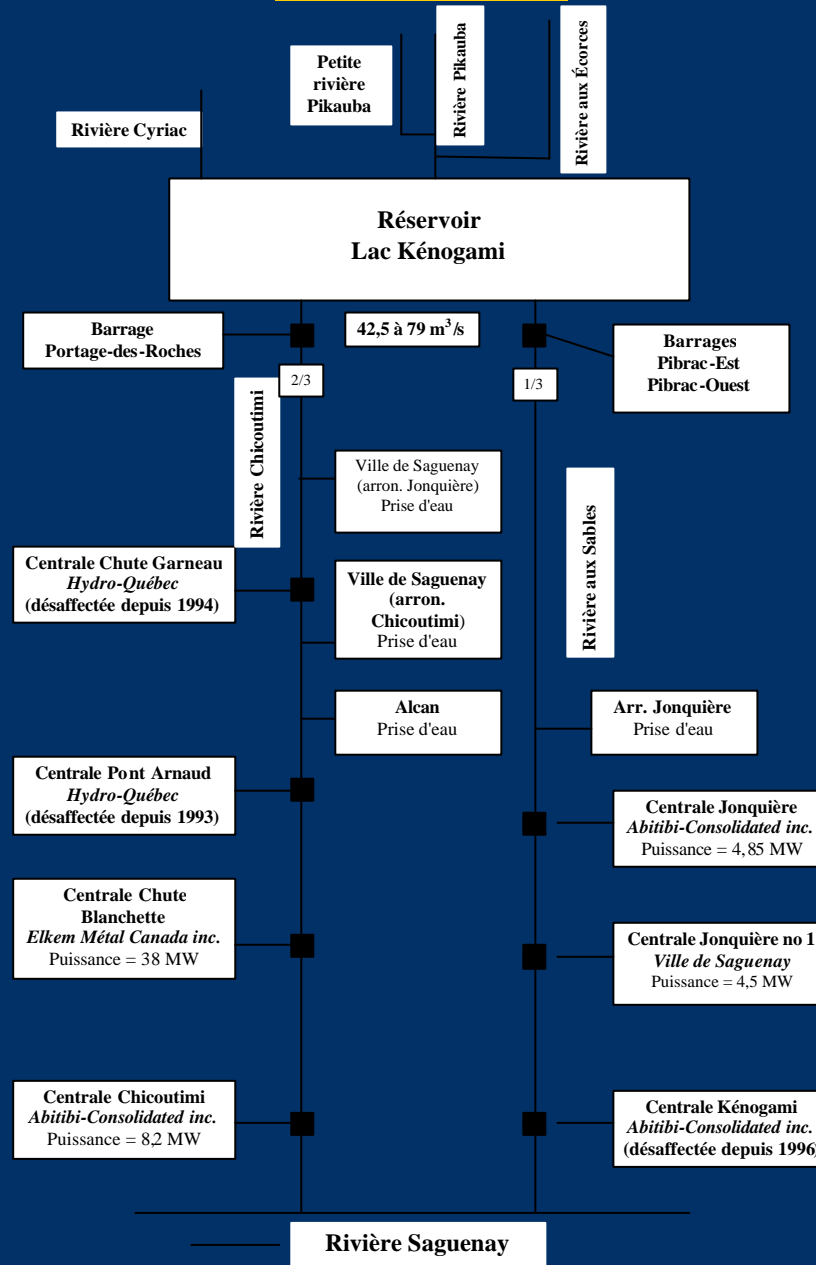 Petite
rivière
Pikauba
Rivière Pikauba
Rivière aux Écorces
Rivière Cyriac
Réservoir
Lac Kénogami
Barrage
Portage-des-Roches
42,5 à 79 m³/s
Barrages
Pibrac-Est
Pibrac-Ouest
2/3
1/3
Rivière Chicoutimi
Ville de Saguenay
(arron. Jonquière)
Prise d'eau
Rivière aux Sables
Centrale Chute Garneau
Hydro-Québec
(désaffectée depuis 1994)
Ville de Saguenay
(arron.
Chicoutimi)
Prise d'eau
Alcan
Prise d'eau
Arr. Jonquière
Prise d'eau
Centrale Pont Arnaud
Hydro-Québec
(désaffectée depuis 1993)
Centrale Jonquière
Abitibi-Consolidated inc.
Puissance = 4,85 MW
Centrale Chute
Blanchette
Elkem Métal Canada inc.
Puissance = 38 MW
Centrale Jonquière no 1
Ville de Saguenay
Puissance = 4,5 MW
Centrale Chicoutimi
Abitibi-Consolidated inc.
Puissance = 8,2 MW
Centrale Kénogami
Abitibi-Consolidated inc.
(désaffectée depuis 1996)
Rivière Saguenay